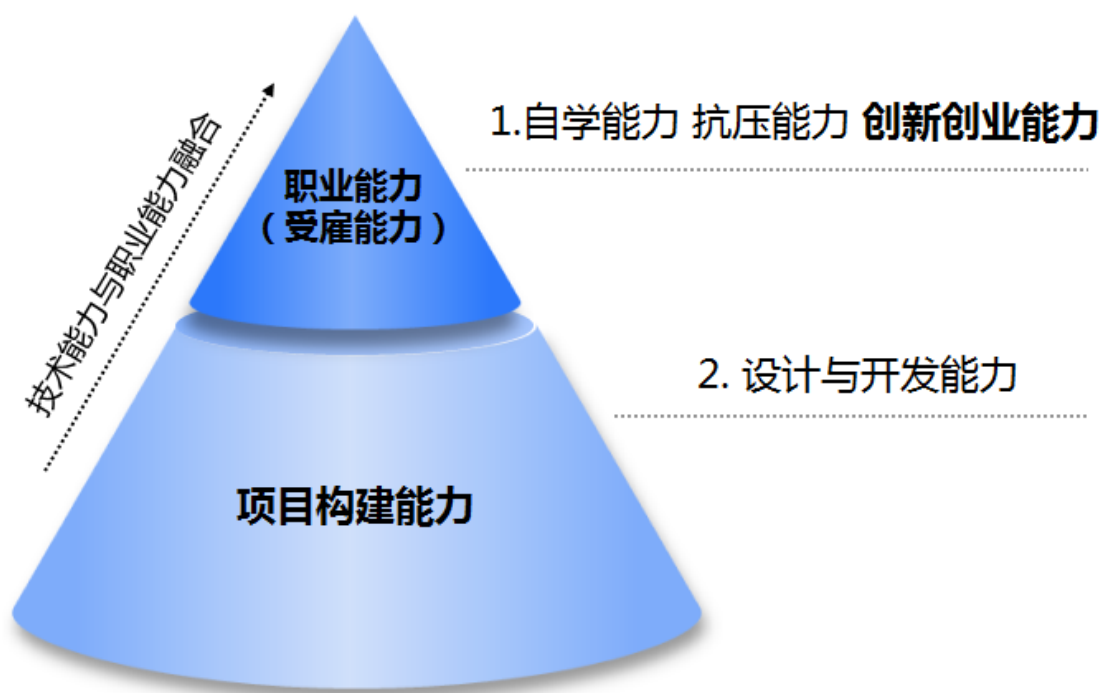 1.自学能力 抗压能力 创新创业能力
职业能力
（受雇能力）
技术能力与职业能力融合
2. 设计与开发能力
项目构建能力